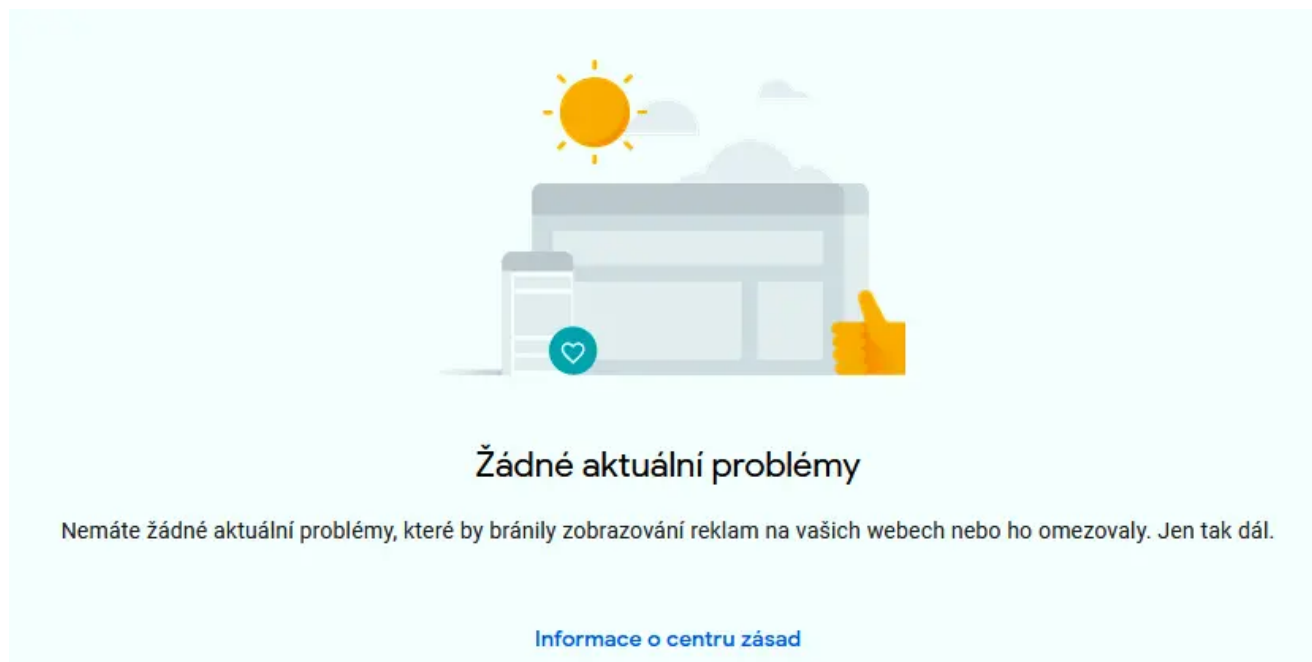 Žádné aktuální problémy
Nemáte žádné aktuální problémy, které by bránily zobrazování reklam na vašich webech nebo ho omezovaly. Jen tak dál.
Informace o centru zásad